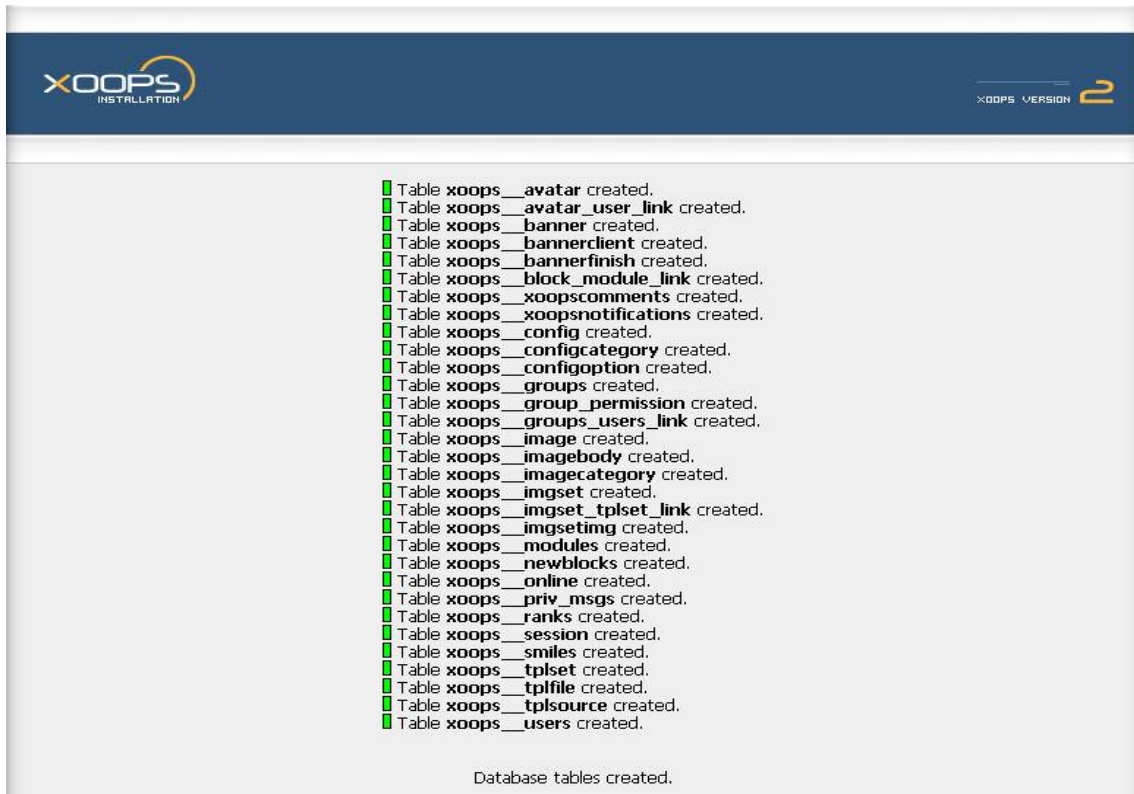 XOOPS
INSTALLATION
XOOPS VERSION 2
Table xoops__avatar created.
Table xoops__avatar_user_link created.
Table xoops__banner created.
Table xoops__bannerclient created.
Table xoops__bannerfinish created.
Table xoops__block_module_link created.
Table xoops__xoopscomments created.
Table xoops__xoopsnotifications created.
Table xoops__config created.
Table xoops__configcategory created.
Table xoops__configoption created.
Table xoops__groups created.
Table xoops__group_permission created.
Table xoops__groups_users_link created.
Table xoops__image created.
Table xoops__imagebody created.
Table xoops__imagecategory created.
Table xoops__imgset created.
Table xoops__imgset_tplset_link created.
Table xoops__imgsetimg created.
Table xoops__modules created.
Table xoops__newblocks created.
Table xoops__online created.
Table xoops__priv_msgs created.
Table xoops__ranks created.
Table xoops__session created.
Table xoops__smiles created.
Table xoops__tplset created.
Table xoops__tplfile created.
Table xoops__tplsource created.
Table xoops__users created.
Database tables created.